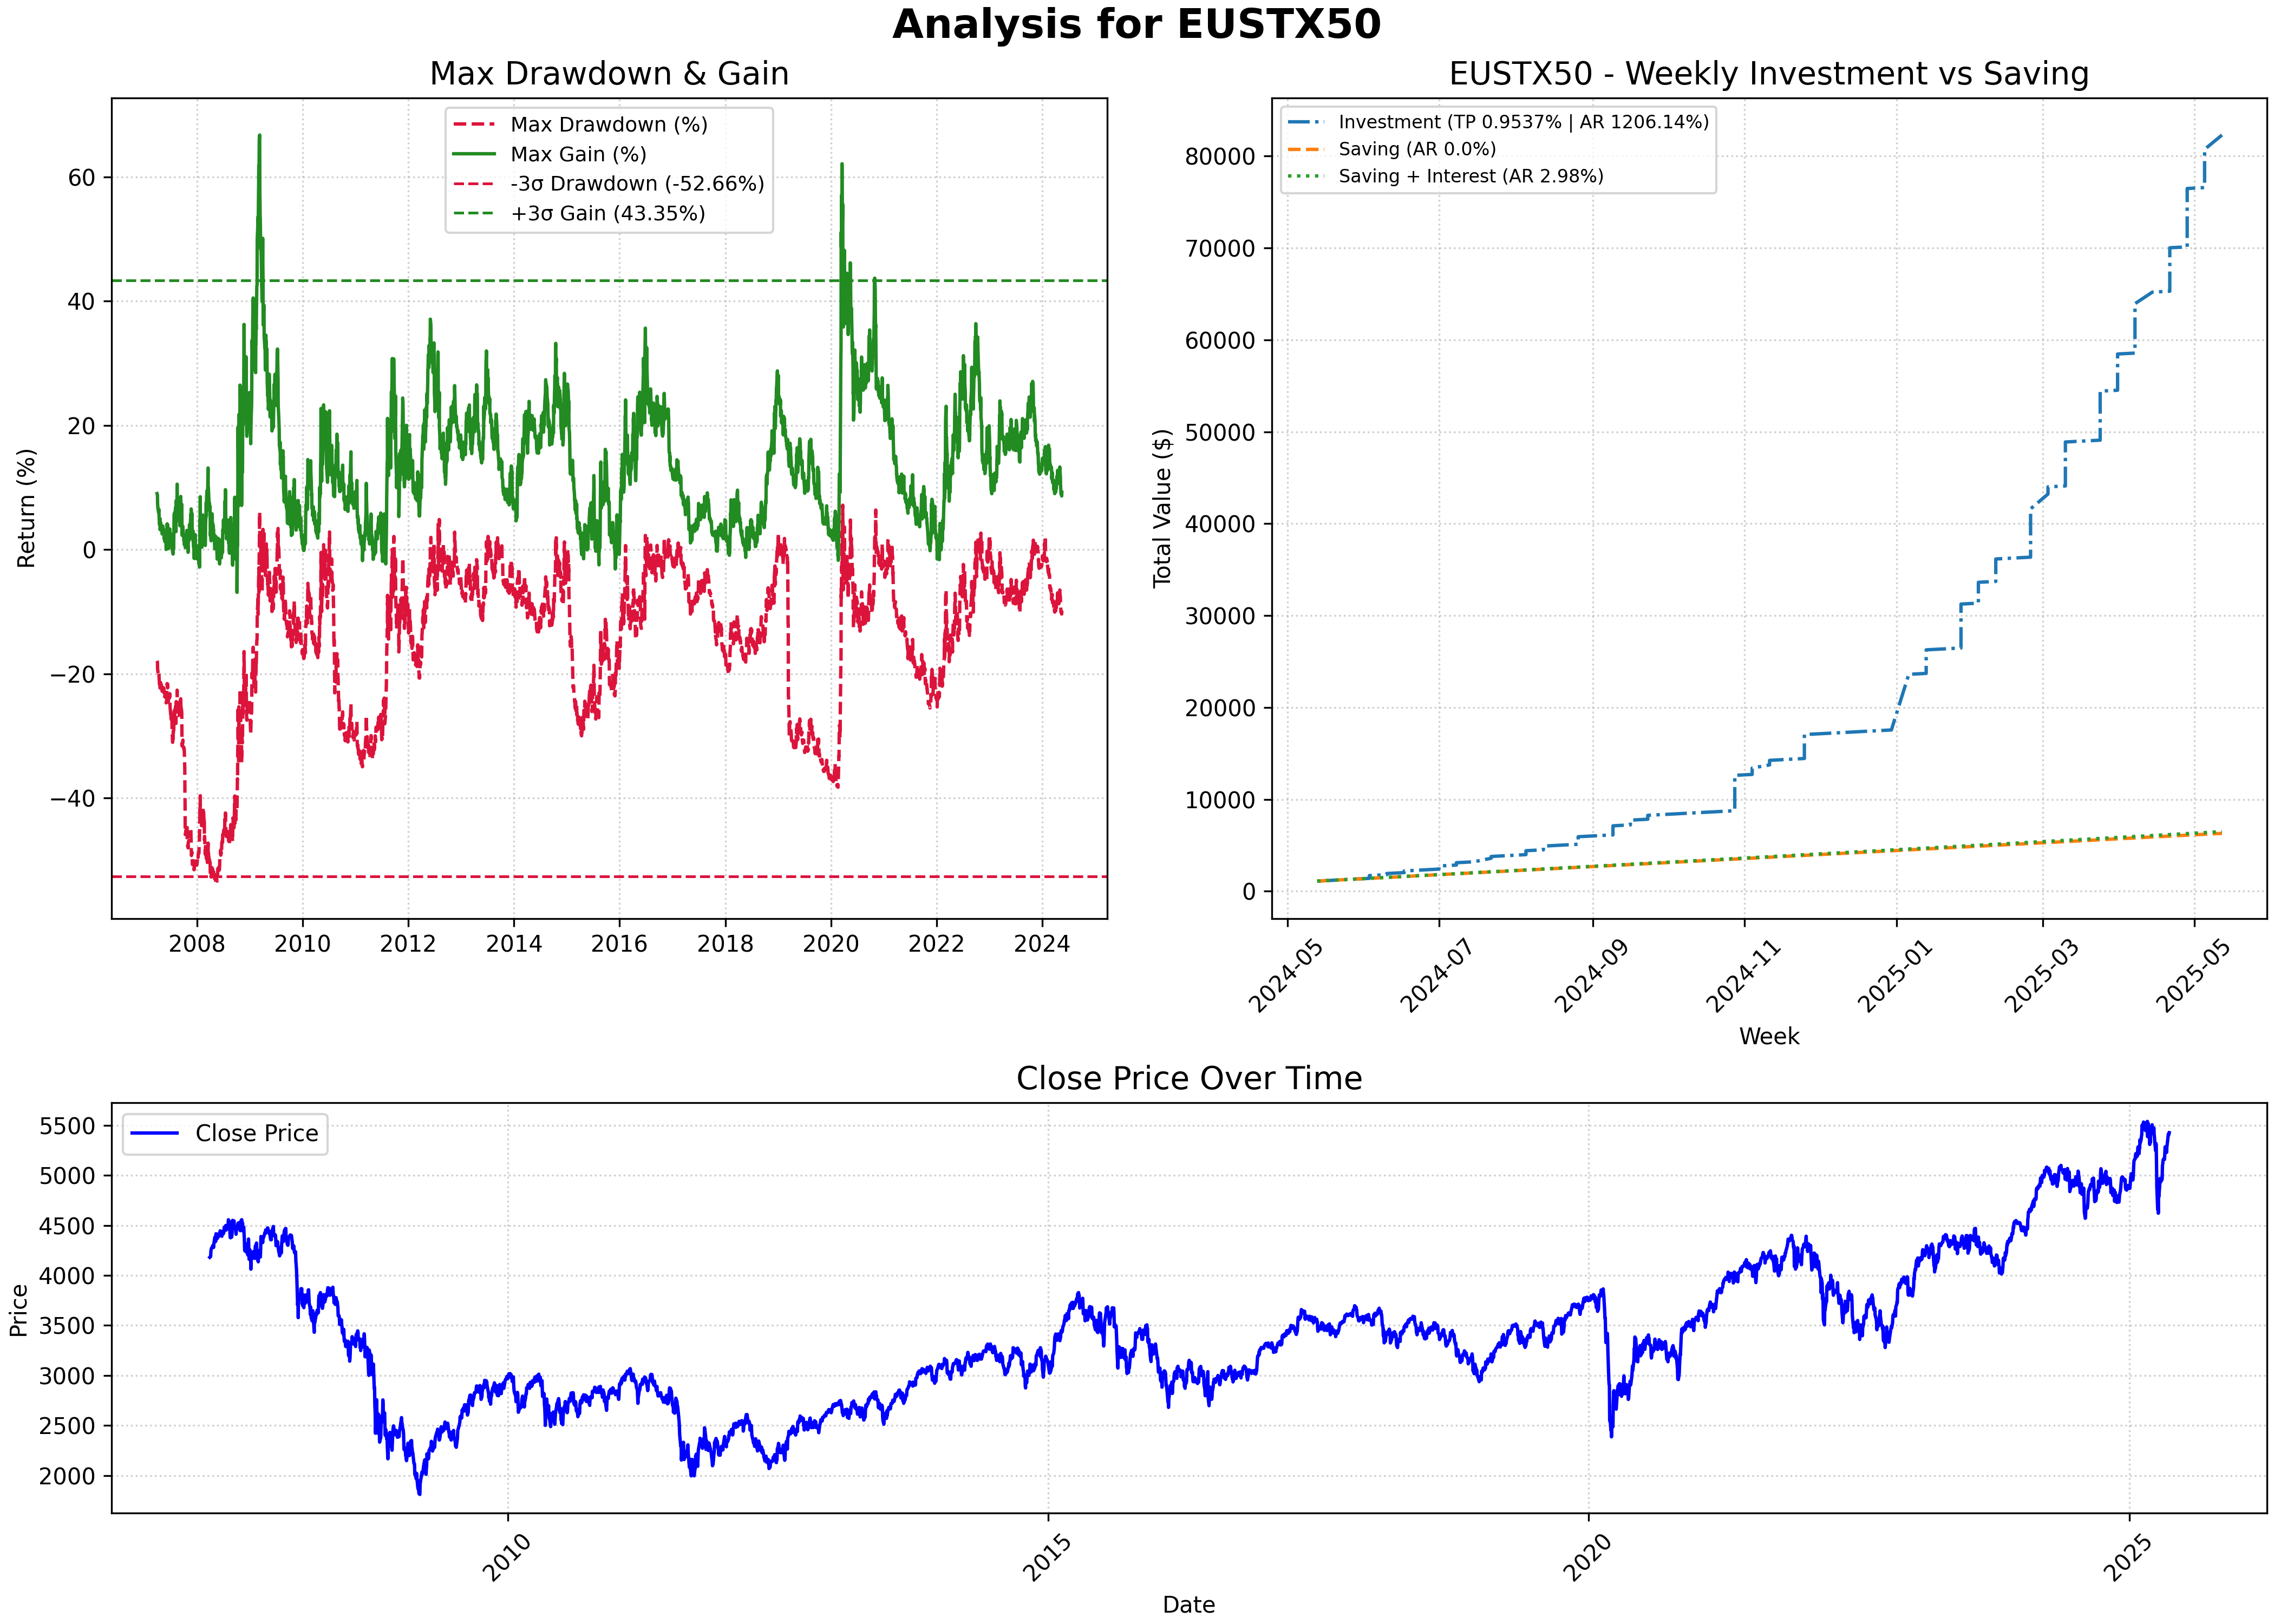 Analysis for EUSTX50
Max Drawdown & Gain
Return (%)
60
40
20
0
−20
−40
Max Drawdown (%)
Max Gain (%)
-3σ Drawdown (-52.66%)
+3σ Gain (43.35%)
2008 2010 2012 2014 2016 2018 2020 2022 2024
EUSTX50 - Weekly Investment vs Saving
Total Value ($)
80000
70000
60000
50000
40000
30000
20000
10000
0
Investment (TP 0.9537% | AR 1206.14%)
Saving (AR 0.0%)
Saving + Interest (AR 2.98%)
2024-05 2024-07 2024-09 2024-11 2025-01 2025-03 2025-05
Week
Close Price Over Time
Price
5500
5000
4500
4000
3500
3000
2500
2000
Close Price
2010 2015 2020 2025
Date